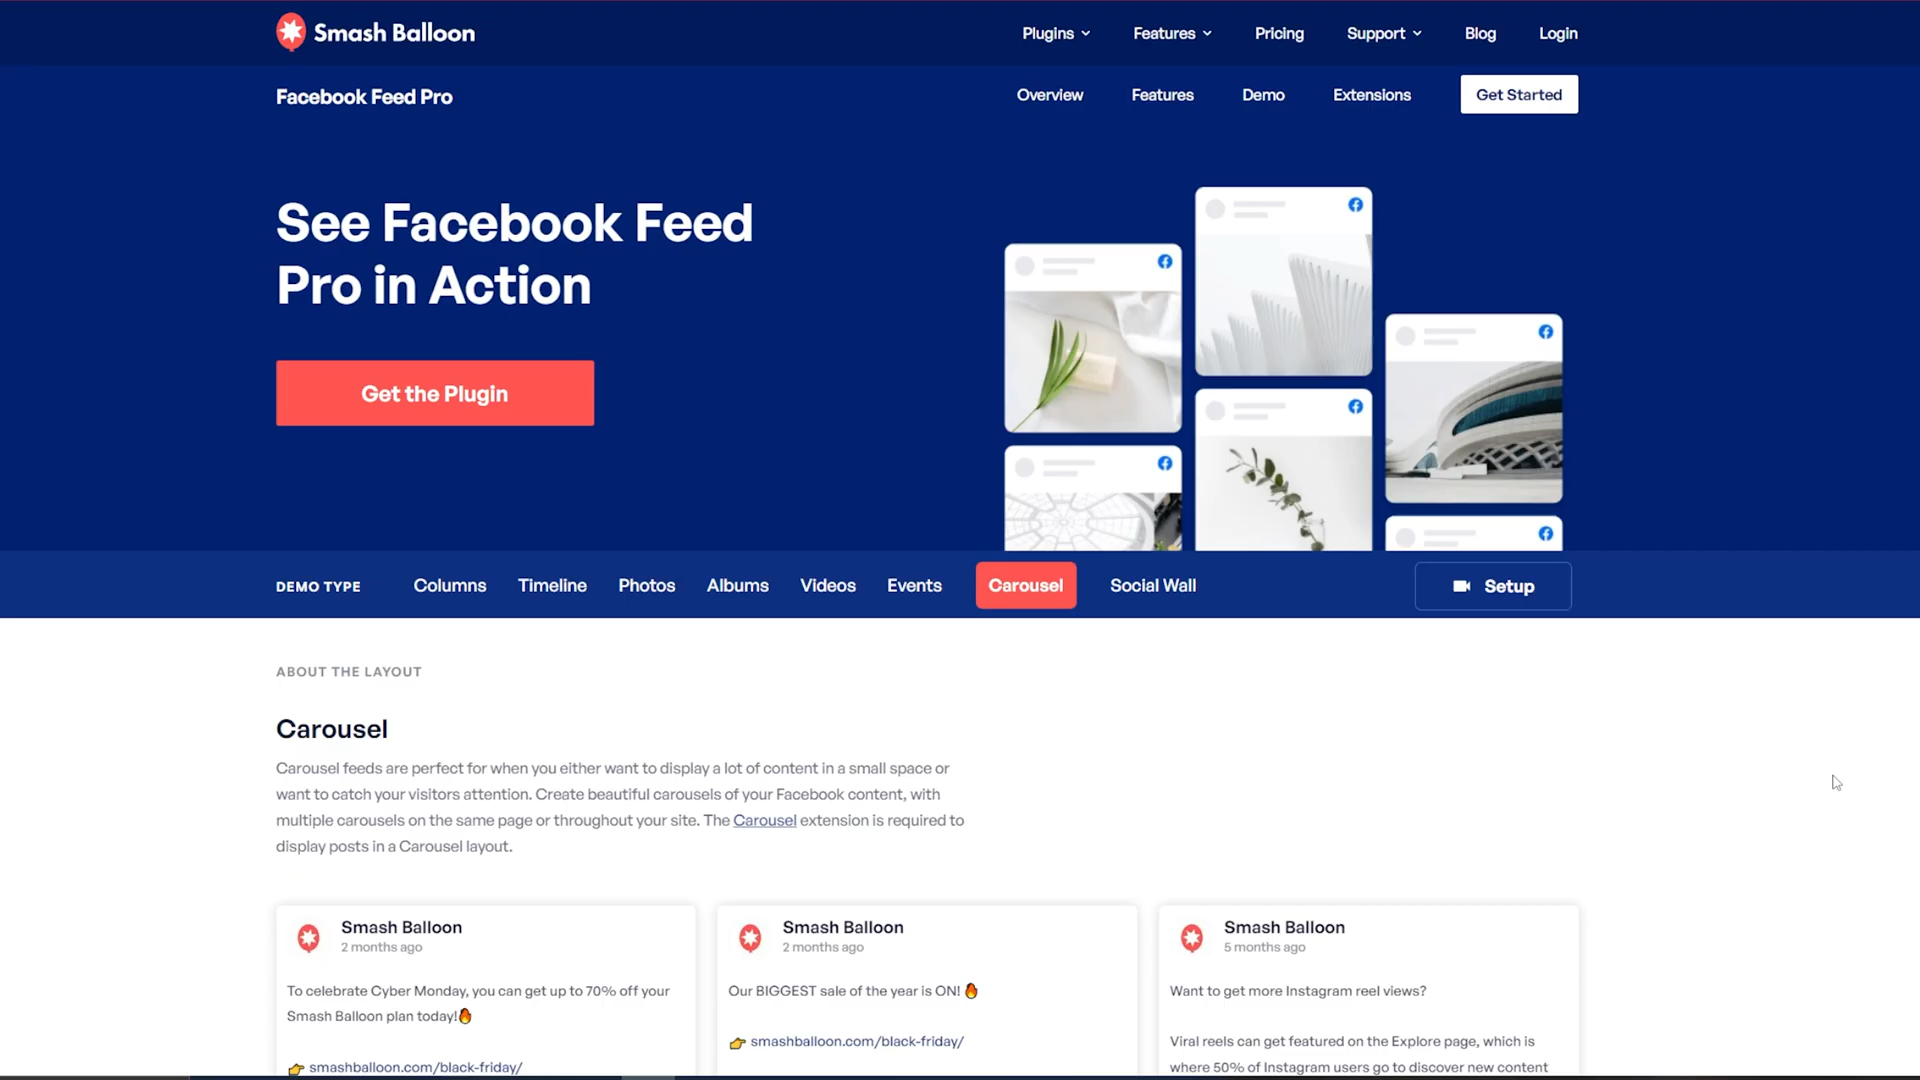 Smash Balloon
Plugins
Features
Pricing
Support
Blog
Login
Facebook Feed Pro
Overview
Features
Demo
Extensions
Get Started
See Facebook Feed
Pro in Action
Get the Plugin
DEMO TYPE
Columns
Timeline
Photos
Albums
Videos
Events
Carousel
Social Wall
Setup
ABOUT THE LAYOUT
Carousel
Carousel feeds are perfect for when you either want to display a lot of content in a small space or
want to catch your visitors attention. Create beautiful carousels of your Facebook content, with
multiple carousels on the same page or throughout your site. The Carousel extension is required to
display posts in a Carousel layout.
Smash Balloon
2 months ago
To celebrate Cyber Monday, you can get up to 70% off your
Smash Balloon plan today!🔥
👉 smashballoon.com/black-friday/
Smash Balloon
2 months ago
Our BIGGEST sale of the year is ON! 🔥
👉 smashballoon.com/black-friday/
Smash Balloon
5 months ago
Want to get more Instagram reel views?
Viral reels can get featured on the Explore page, which is
where 50% of Instagram users go to discover new content